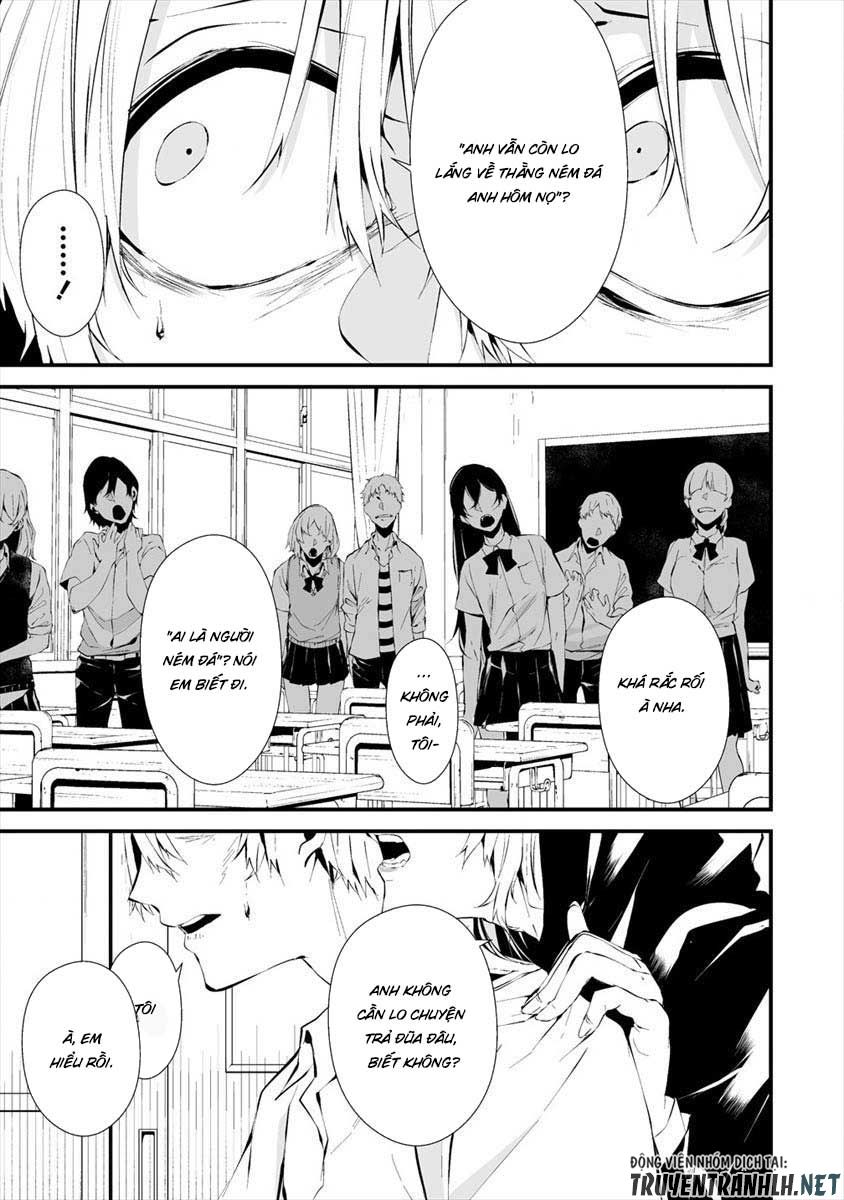 "ANH VẪN CÒN LO
LẮNG VỀ THẰNG NÉM ĐÁ
ANH HÔM NỌ"?
......!
KHÁ RẮC RỐI
À NHA.
...
KHÔNG
PHẢI,
TÔI-
"AI LÀ NGƯỜI
NÉM ĐÁ"? NÓI
EM BIẾT ĐI.
ANH KHÔNG
CẦN LO CHUYỆN
TRẢ ĐŨA ĐÂU,
BIẾT KHÔNG?
TÔI
À, EM
HIỂU RỒI.
ĐỘNG VIÊN NHÓM DỊCH TẠI:
TRUYENTRANHLH.NET